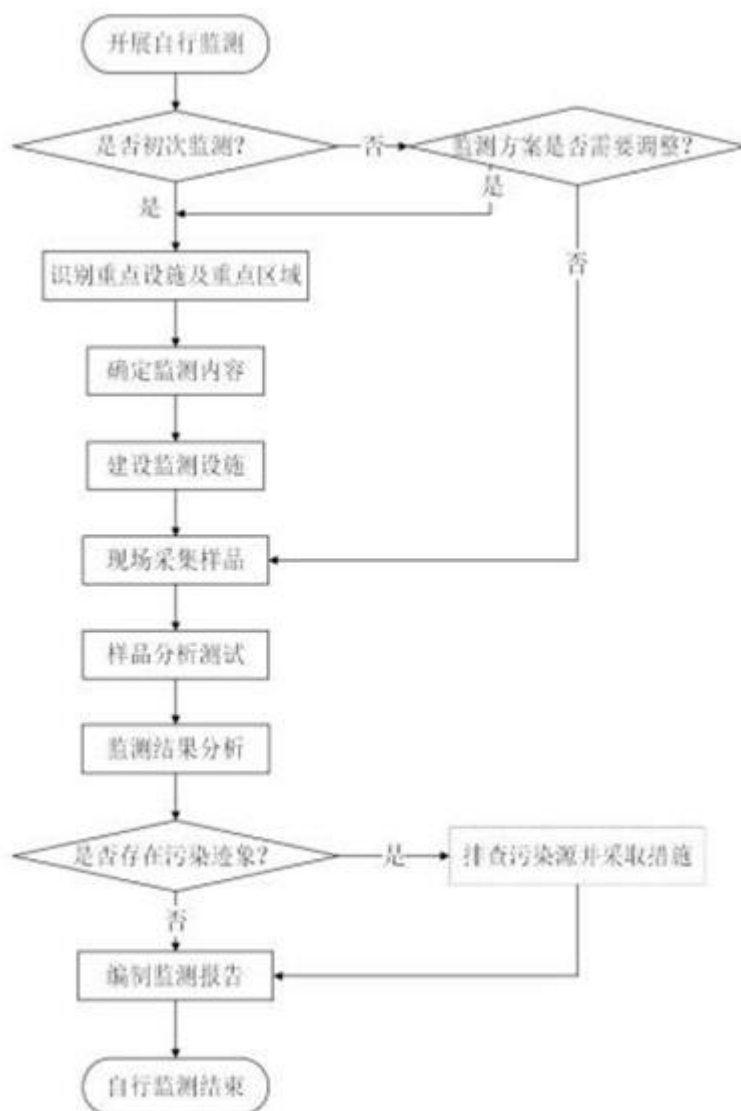 开展自行监测
是否初次监测?
否
监测方案是否需要调整?
是
是
否
识别重点设施及重点区域
确定监测内容
建设监测设施
现场采集样品
样品分析测试
监测结果分析
是否存在污染迹象?
是
排查污染源并采取措施
否
编制监测报告
自行监测结束